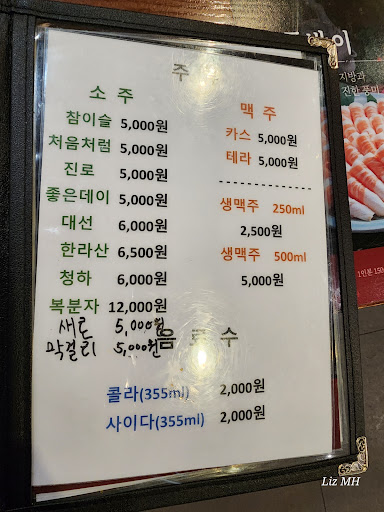 주
소 주
참이슬 5,000원
처음처럼 5,000원
진로 5,000원
좋은데이 5,000원
대선 6,000원
한라산 6,500원
청하 6,000원
복분자 12,000원
새로 5,000원
막걸리 5,000원
맥 주
카스 5,000원
테라 5,000원
생맥주 250ml
2,500원
생맥주 500ml
5,000원
음 료 수
콜라(355ml) 2,000원
사이다(355ml) 2,000원
지방과
진한 풍미
Liz MH